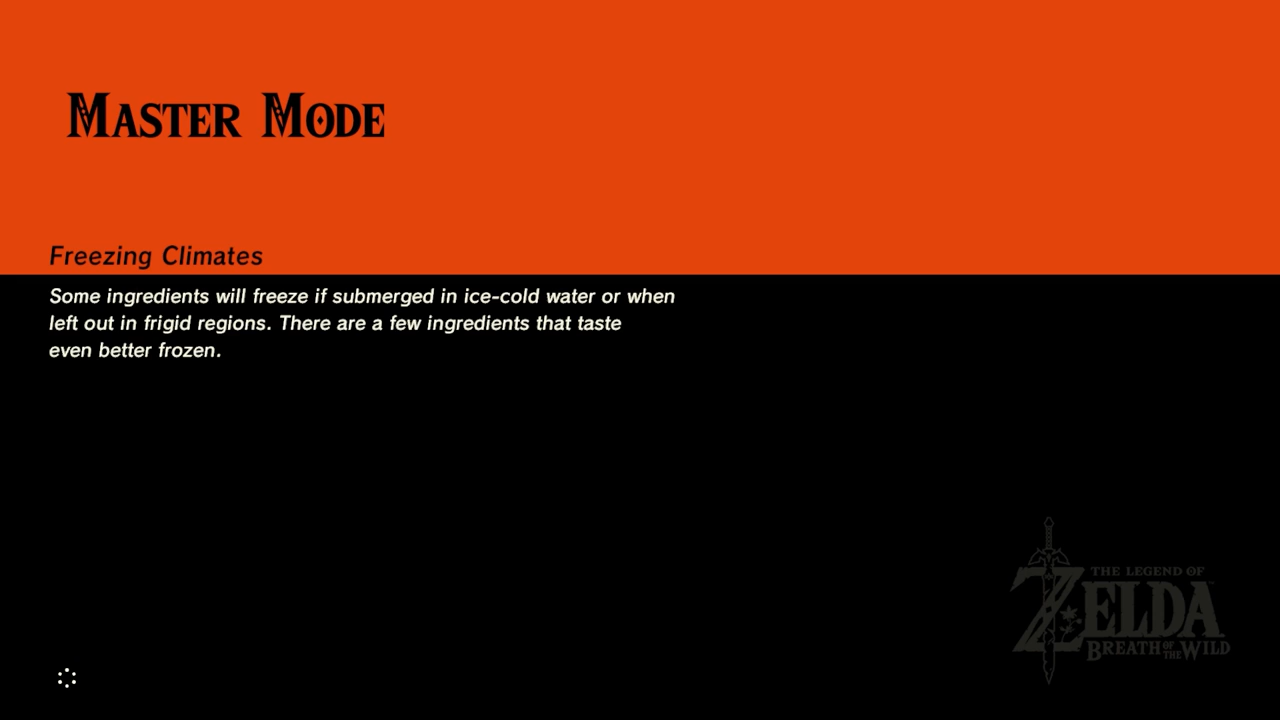 Master Mode
Freezing Climates
Some ingredients will freeze if submerged in ice-cold water or when
left out in frigid regions. There are a few ingredients that taste
even better frozen.
THE LEGEND OF
ZELDA
BREATH OF THE WILD